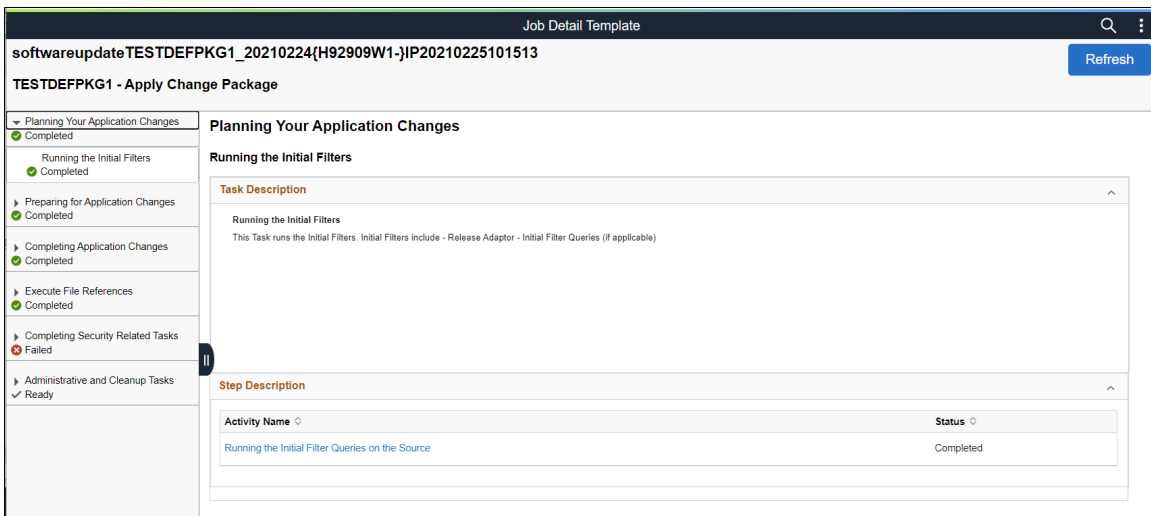 Job Detail Template
softwareupdateTESTDEFPKG1_20210224{H92909W1-}IP20210225101513
Refresh
TESTDEFPKG1 - Apply Change Package
Planning Your Application Changes
Completed
Running the Initial Filters
Completed
Preparing for Application Changes
Completed
Completing Application Changes
Completed
Execute File References
Completed
Completing Security Related Tasks
Failed
Administrative and Cleanup Tasks
Ready
Planning Your Application Changes
Running the Initial Filters
Task Description
Running the Initial Filters
This Task runs the Initial Filters. Initial Filters include - Release Adaptor - Initial Filter Queries (if applicable)
Step Description
Activity Name Status
Running the Initial Filter Queries on the Source Completed